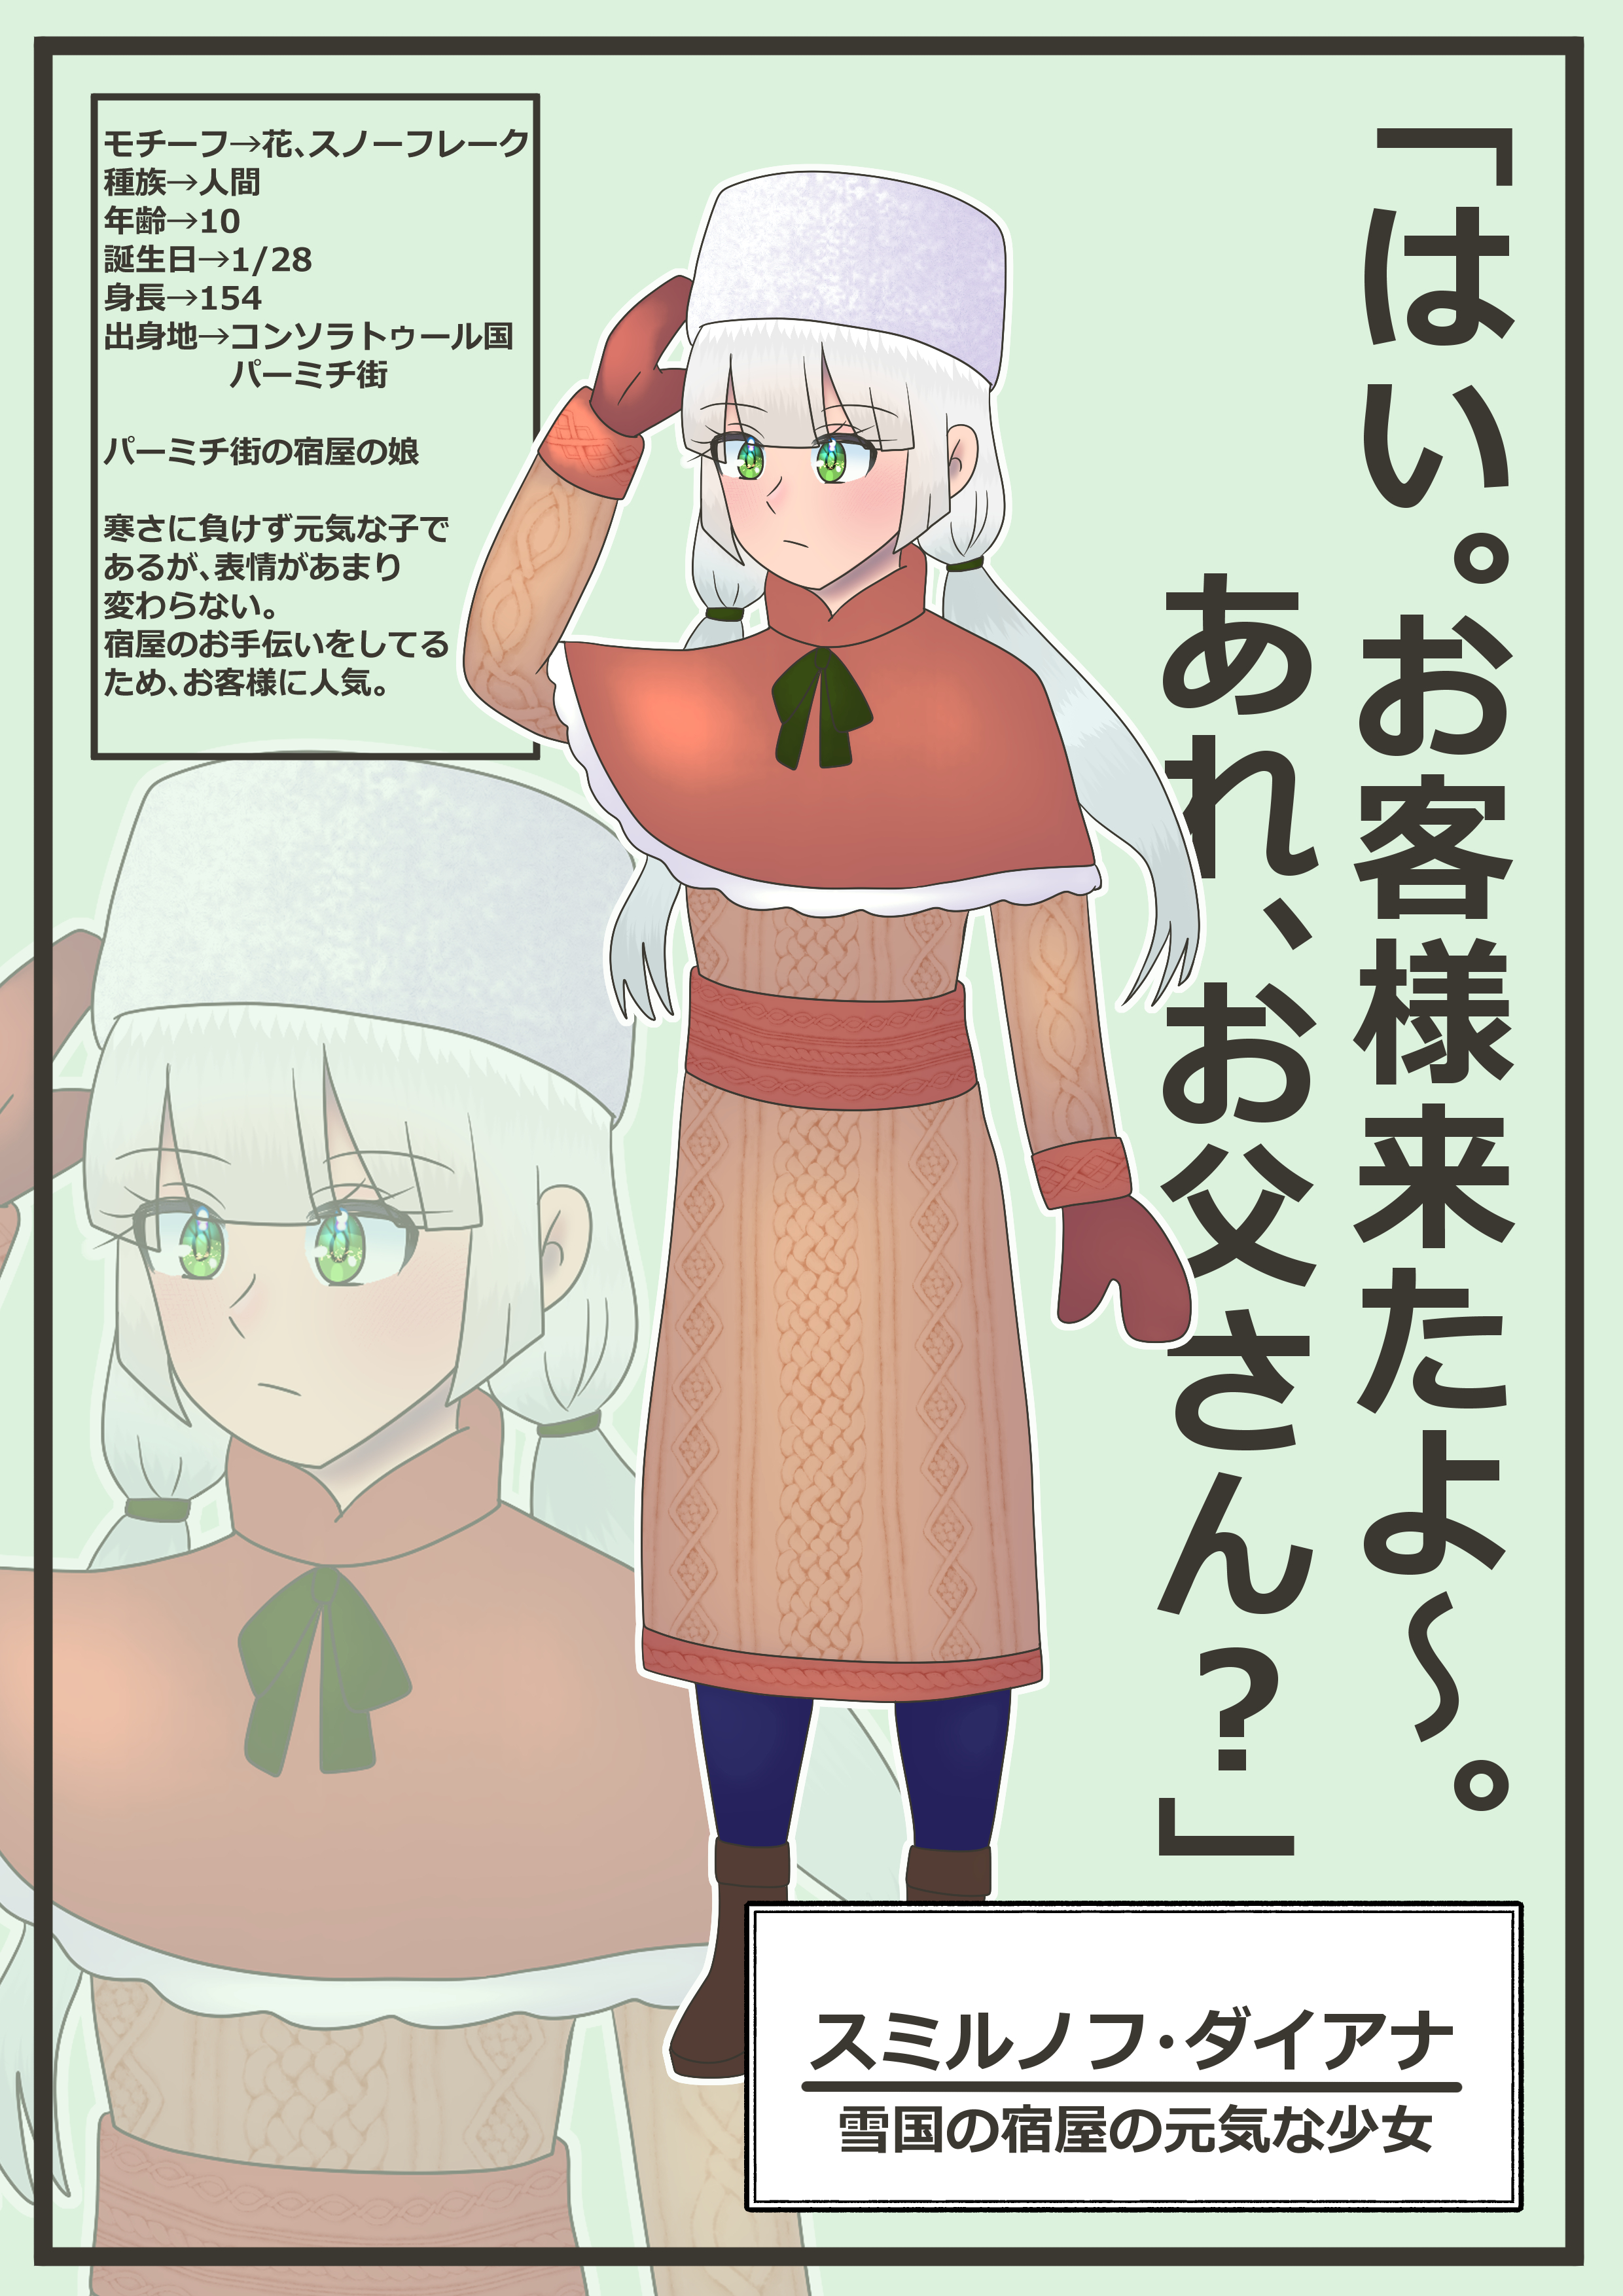 モチーフ→花、スノーフレーク
種族→人間
年齢→10
誕生日→1/28
身長→154
出身地→コンソラトゥール国
パーミチ街
パーミチ街の宿屋の娘
寒さに負けず元気な子で
あるが、表情があまり
変わらない。
宿屋のお手伝いをしてる
ため、お客様に人気。
「はい。お客様来たよ～。
あれ、お父さん?」
スミルノフ・ダイアナ
雪国の宿屋の元気な少女